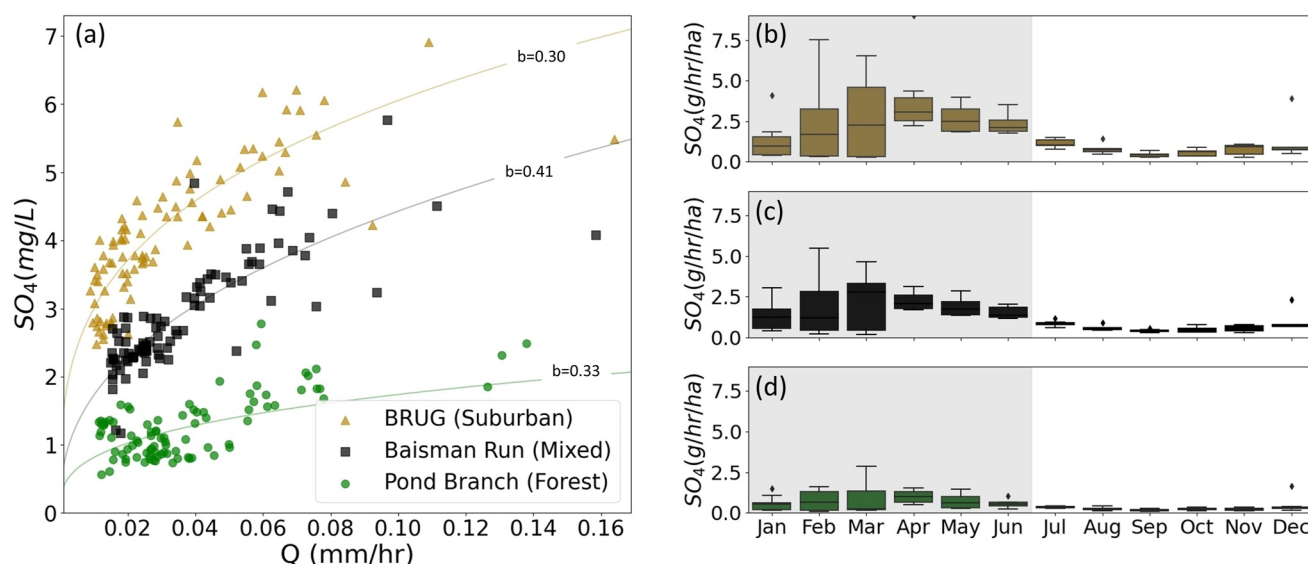 (a)
7
6
5
4
3
2
1
0
SO4(mg/L)
b=0.30
b=0.41
b=0.33
BRUG (Suburban)
Baisman Run (Mixed)
Pond Branch (Forest)
0.02 0.04 0.06 0.08 0.10 0.12 0.14 0.16
Q (mm/hr)
(b)
7.5
5.0
2.5
0.0
SO4(g/hr/ha)
(c)
7.5
5.0
2.5
0.0
SO4(g/hr/ha)
(d)
7.5
5.0
2.5
0.0
SO4(g/hr/ha)
Jan Feb Mar Apr May Jun Jul Aug Sep Oct Nov Dec